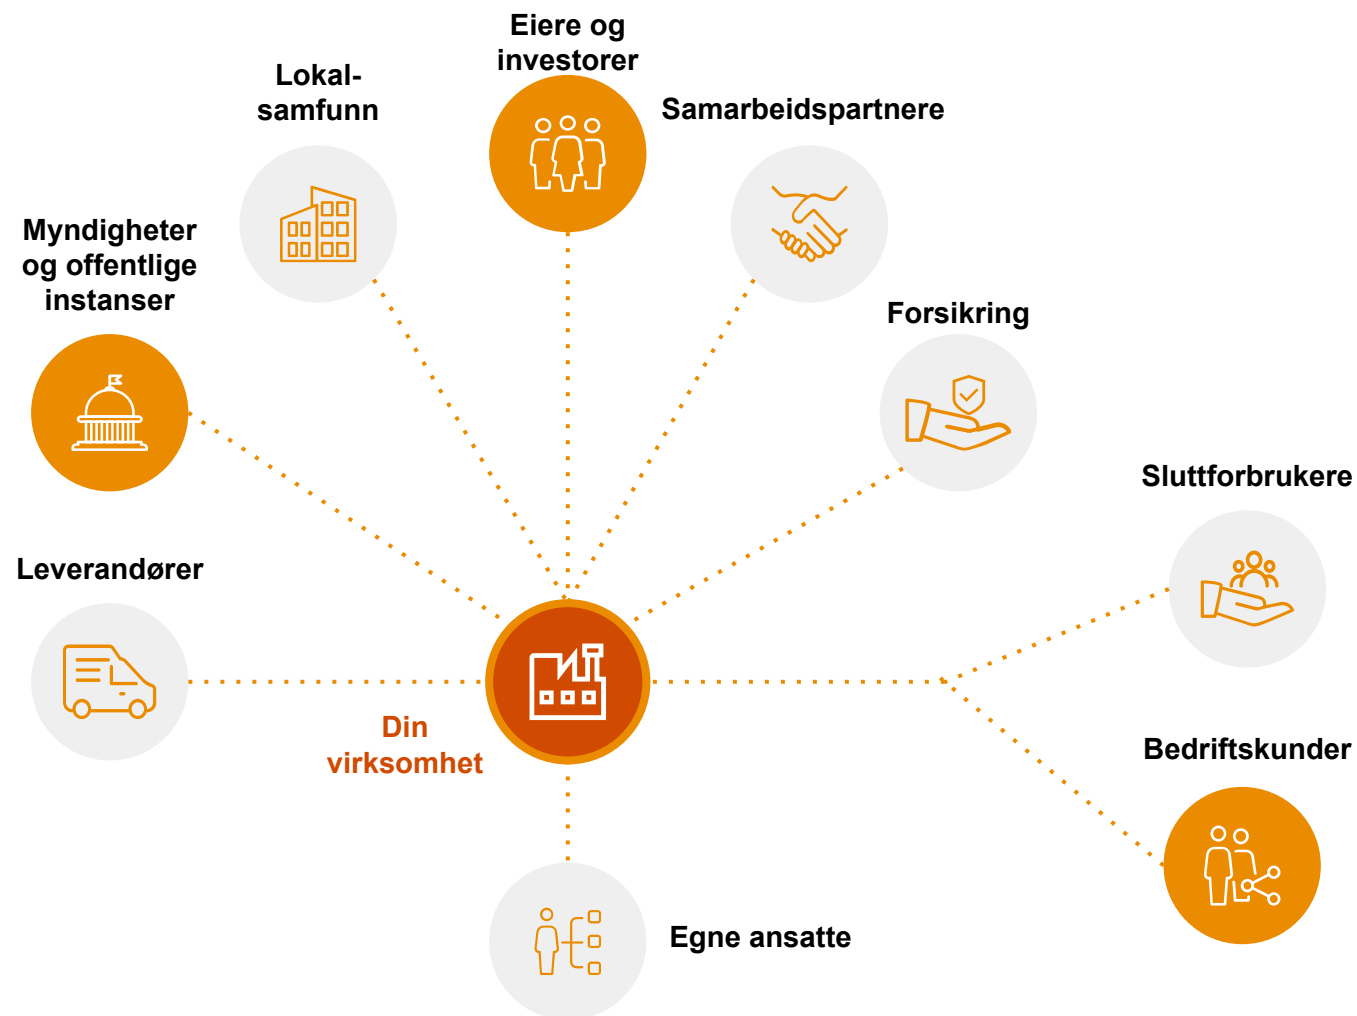 Eiere og
investorer
Lokal-
samfunn
Samarbeidspartnere
Myndigheter
og offentlige
instanser
Forsikring
Sluttforbrukere
Leverandører
Din
virksomhet
Bedriftskunder
Egne ansatte